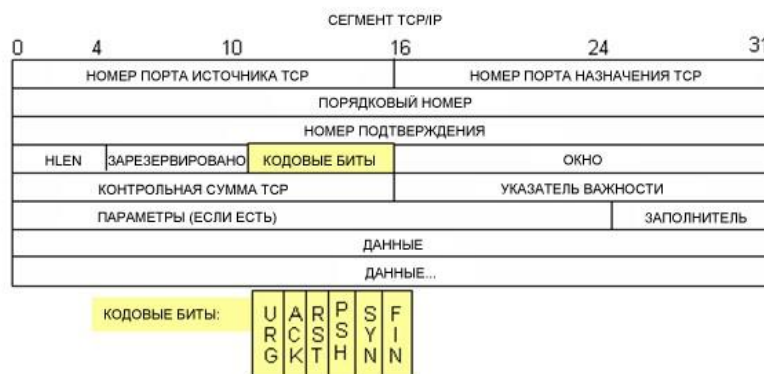 СЕГМЕНТ TCP/IP
0 4 10 16 24 31
НОМЕР ПОРТА ИСТОЧНИКА TCP НОМЕР ПОРТА НАЗНАЧЕНИЯ TCP
ПОРЯДКОВЫЙ НОМЕР
НОМЕР ПОДТВЕРЖДЕНИЯ
HLEN ЗАРЕЗЕРВИРОВАНО КОДОВЫЕ БИТЫ ОКНО
КОНТРОЛЬНАЯ СУММА TCP УКАЗАТЕЛЬ ВАЖНОСТИ
ПАРАМЕТРЫ (ЕСЛИ ЕСТЬ) ЗАПОЛНИТЕЛЬ
ДАННЫЕ
ДАННЫЕ...
КОДОВЫЕ БИТЫ: URG ACK RST PSH SYN FIN